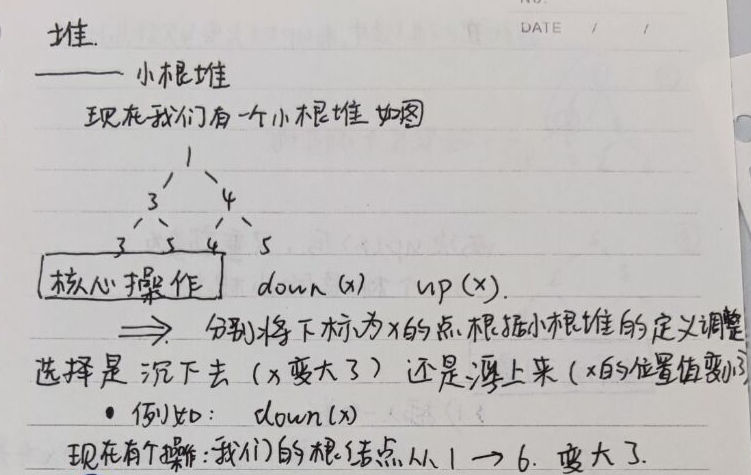 NO.
DATE / /
堆.
—— 小根堆
现在我们有一个小根堆 如图
1
3 4
3 5 4 5
核心操作 down(x) up(x).
⇒ 分别将下标为x的点根据小根堆的定义调整
选择是 沉下去 (x变大了) 还是漂上来 (x的位置值变小了)
• 例如: down(x)
现在有个操作:我们的根结点从 1 → 6. 变大了.